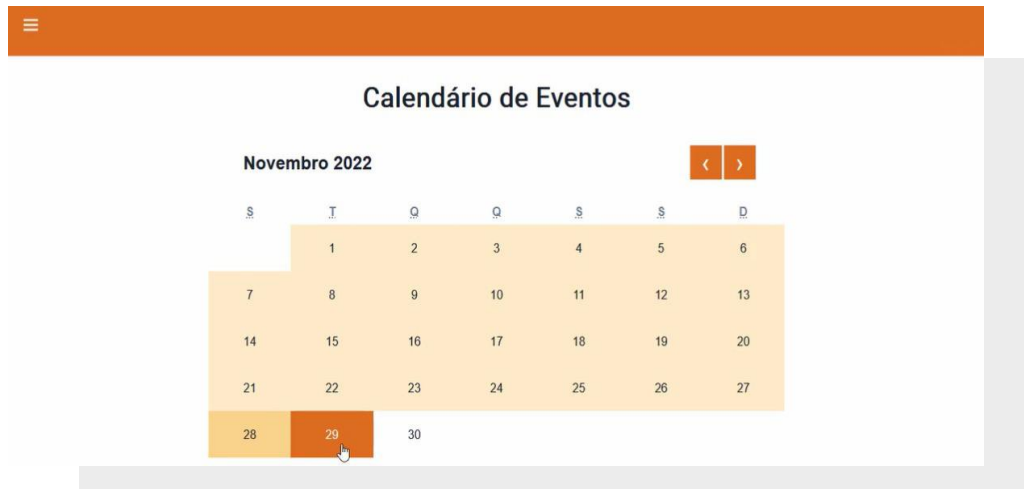 Calendário de Eventos
Novembro 2022
‹ ›
S T Q Q S S D
1 2 3 4 5 6
7 8 9 10 11 12 13
14 15 16 17 18 19 20
21 22 23 24 25 26 27
28 29 30